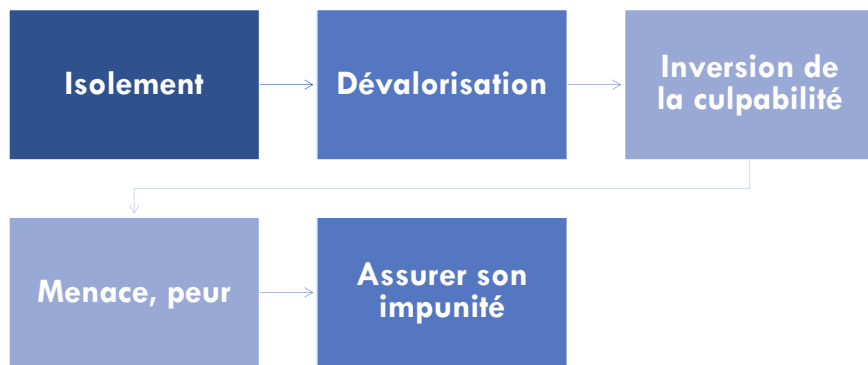 Isolement
Dévalorisation
Inversion de
la culpabilité
Menace, peur
Assurer son
impunité